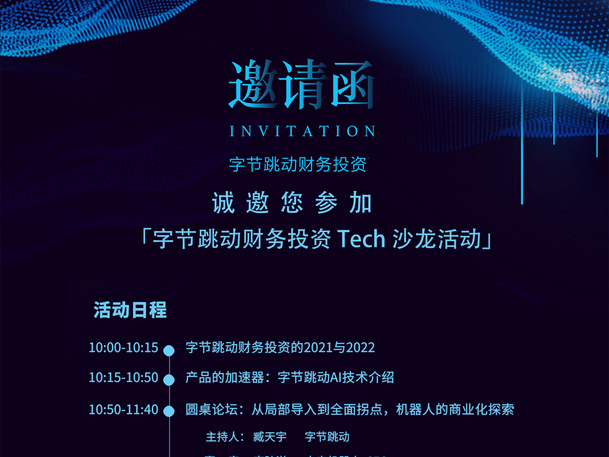 邀请函
INVITATION
字节跳动财务投资
诚邀您参加
「字节跳动财务投资 Tech 沙龙活动」
活动日程
10:00-10:15 字节跳动财务投资的2021与2022
10:15-10:50 产品的加速器：字节跳动AI技术介绍
10:50-11:40 圆桌论坛：从局部导入到全面拐点，机器人的商业化探索
主持人： 臧天宇 字节跳动